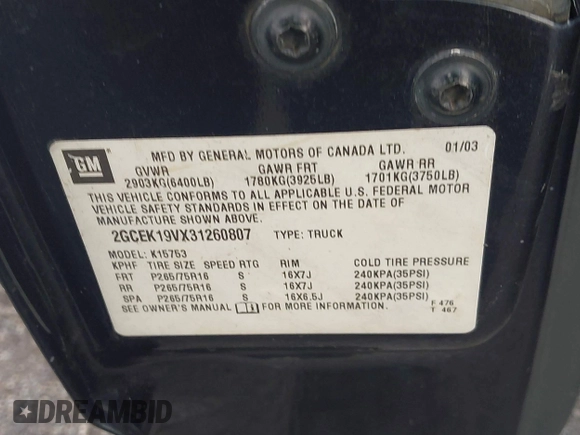 GM
MFD BY GENERAL MOTORS OF CANADA LTD. 01/03
GVWR GAWR FRT GAWR RR
2903KG(6400LB) 1780KG(3925LB) 1701KG(3750LB)
THIS VEHICLE CONFORMS TO ALL APPLICABLE U.S. FEDERAL MOTOR
VEHICLE SAFETY STANDARDS IN EFFECT ON THE DATE OF
MANUFACTURE SHOWN ABOVE.
2GCEK19VX31260807 TYPE: TRUCK
MODEL: K15753
KPHF TIRE SIZE SPEED RTG RIM COLD TIRE PRESSURE
FRT P265/75R16 S 16X7J 240KPA(35PSI)
RR P265/75R16 S 16X7J 240KPA(35PSI)
SPA P265/75R16 S 16X6.5J 240KPA(35PSI)
SEE OWNER'S MANUAL FOR MORE INFORMATION.
F 476
T 467
DREAMBID